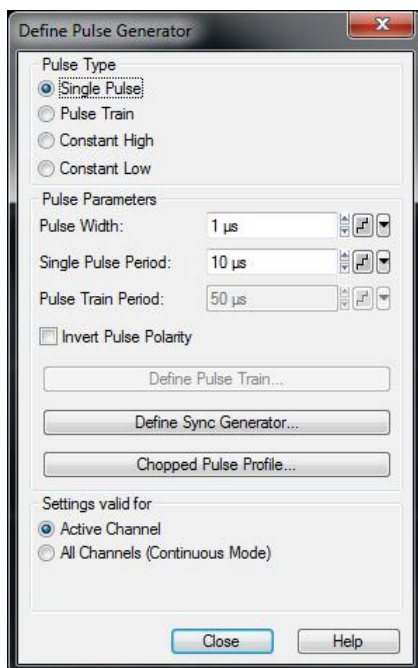 Define Pulse Generator
Pulse Type
Single Pulse
Pulse Train
Constant High
Constant Low
Pulse Parameters
Pulse Width: 1 µs
Single Pulse Period: 10 µs
Pulse Train Period: 50 µs
Invert Pulse Polarity
Define Pulse Train...
Define Sync Generator...
Chopped Pulse Profile...
Settings valid for
Active Channel
All Channels (Continuous Mode)
Close Help